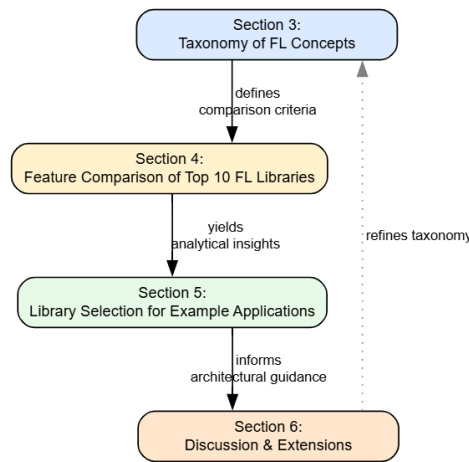 Section 3:
Taxonomy of FL Concepts
defines
comparison criteria
Section 4:
Feature Comparison of Top 10 FL Libraries
yields
analytical insights
refines taxonomy
Section 5:
Library Selection for Example Applications
informs
architectural guidance
Section 6:
Discussion & Extensions